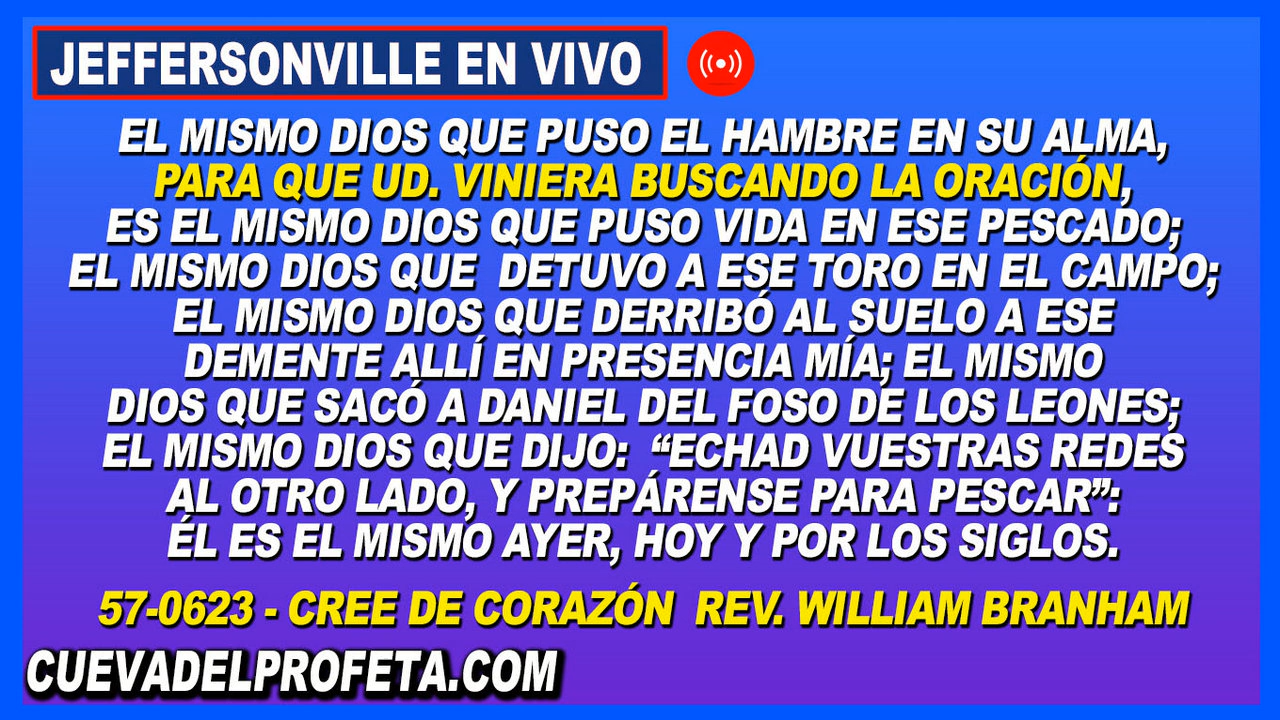 JEFFERSONVILLE EN VIVO
EL MISMO DIOS QUE PUSO EL HAMBRE EN SU ALMA,
PARA QUE UD. VINIERA BUSCANDO LA ORACIÓN,
ES EL MISMO DIOS QUE PUSO VIDA EN ESE PESCADO;
EL MISMO DIOS QUE DETUVO A ESE TORO EN EL CAMPO;
EL MISMO DIOS QUE DERRIBÓ AL SUELO A ESE
DEMENTE ALLÍ EN PRESENCIA MÍA; EL MISMO
DIOS QUE SACÓ A DANIEL DEL FOSO DE LOS LEONES;
EL MISMO DIOS QUE DIJO: “ECHAD VUESTRAS REDES
AL OTRO LADO, Y PREPÁRENSE PARA PESCAR”:
ÉL ES EL MISMO AYER, HOY Y POR LOS SIGLOS.
57-0623 - CREE DE CORAZÓN REV. WILLIAM BRANHAM
CUEVADELPROFETA.COM